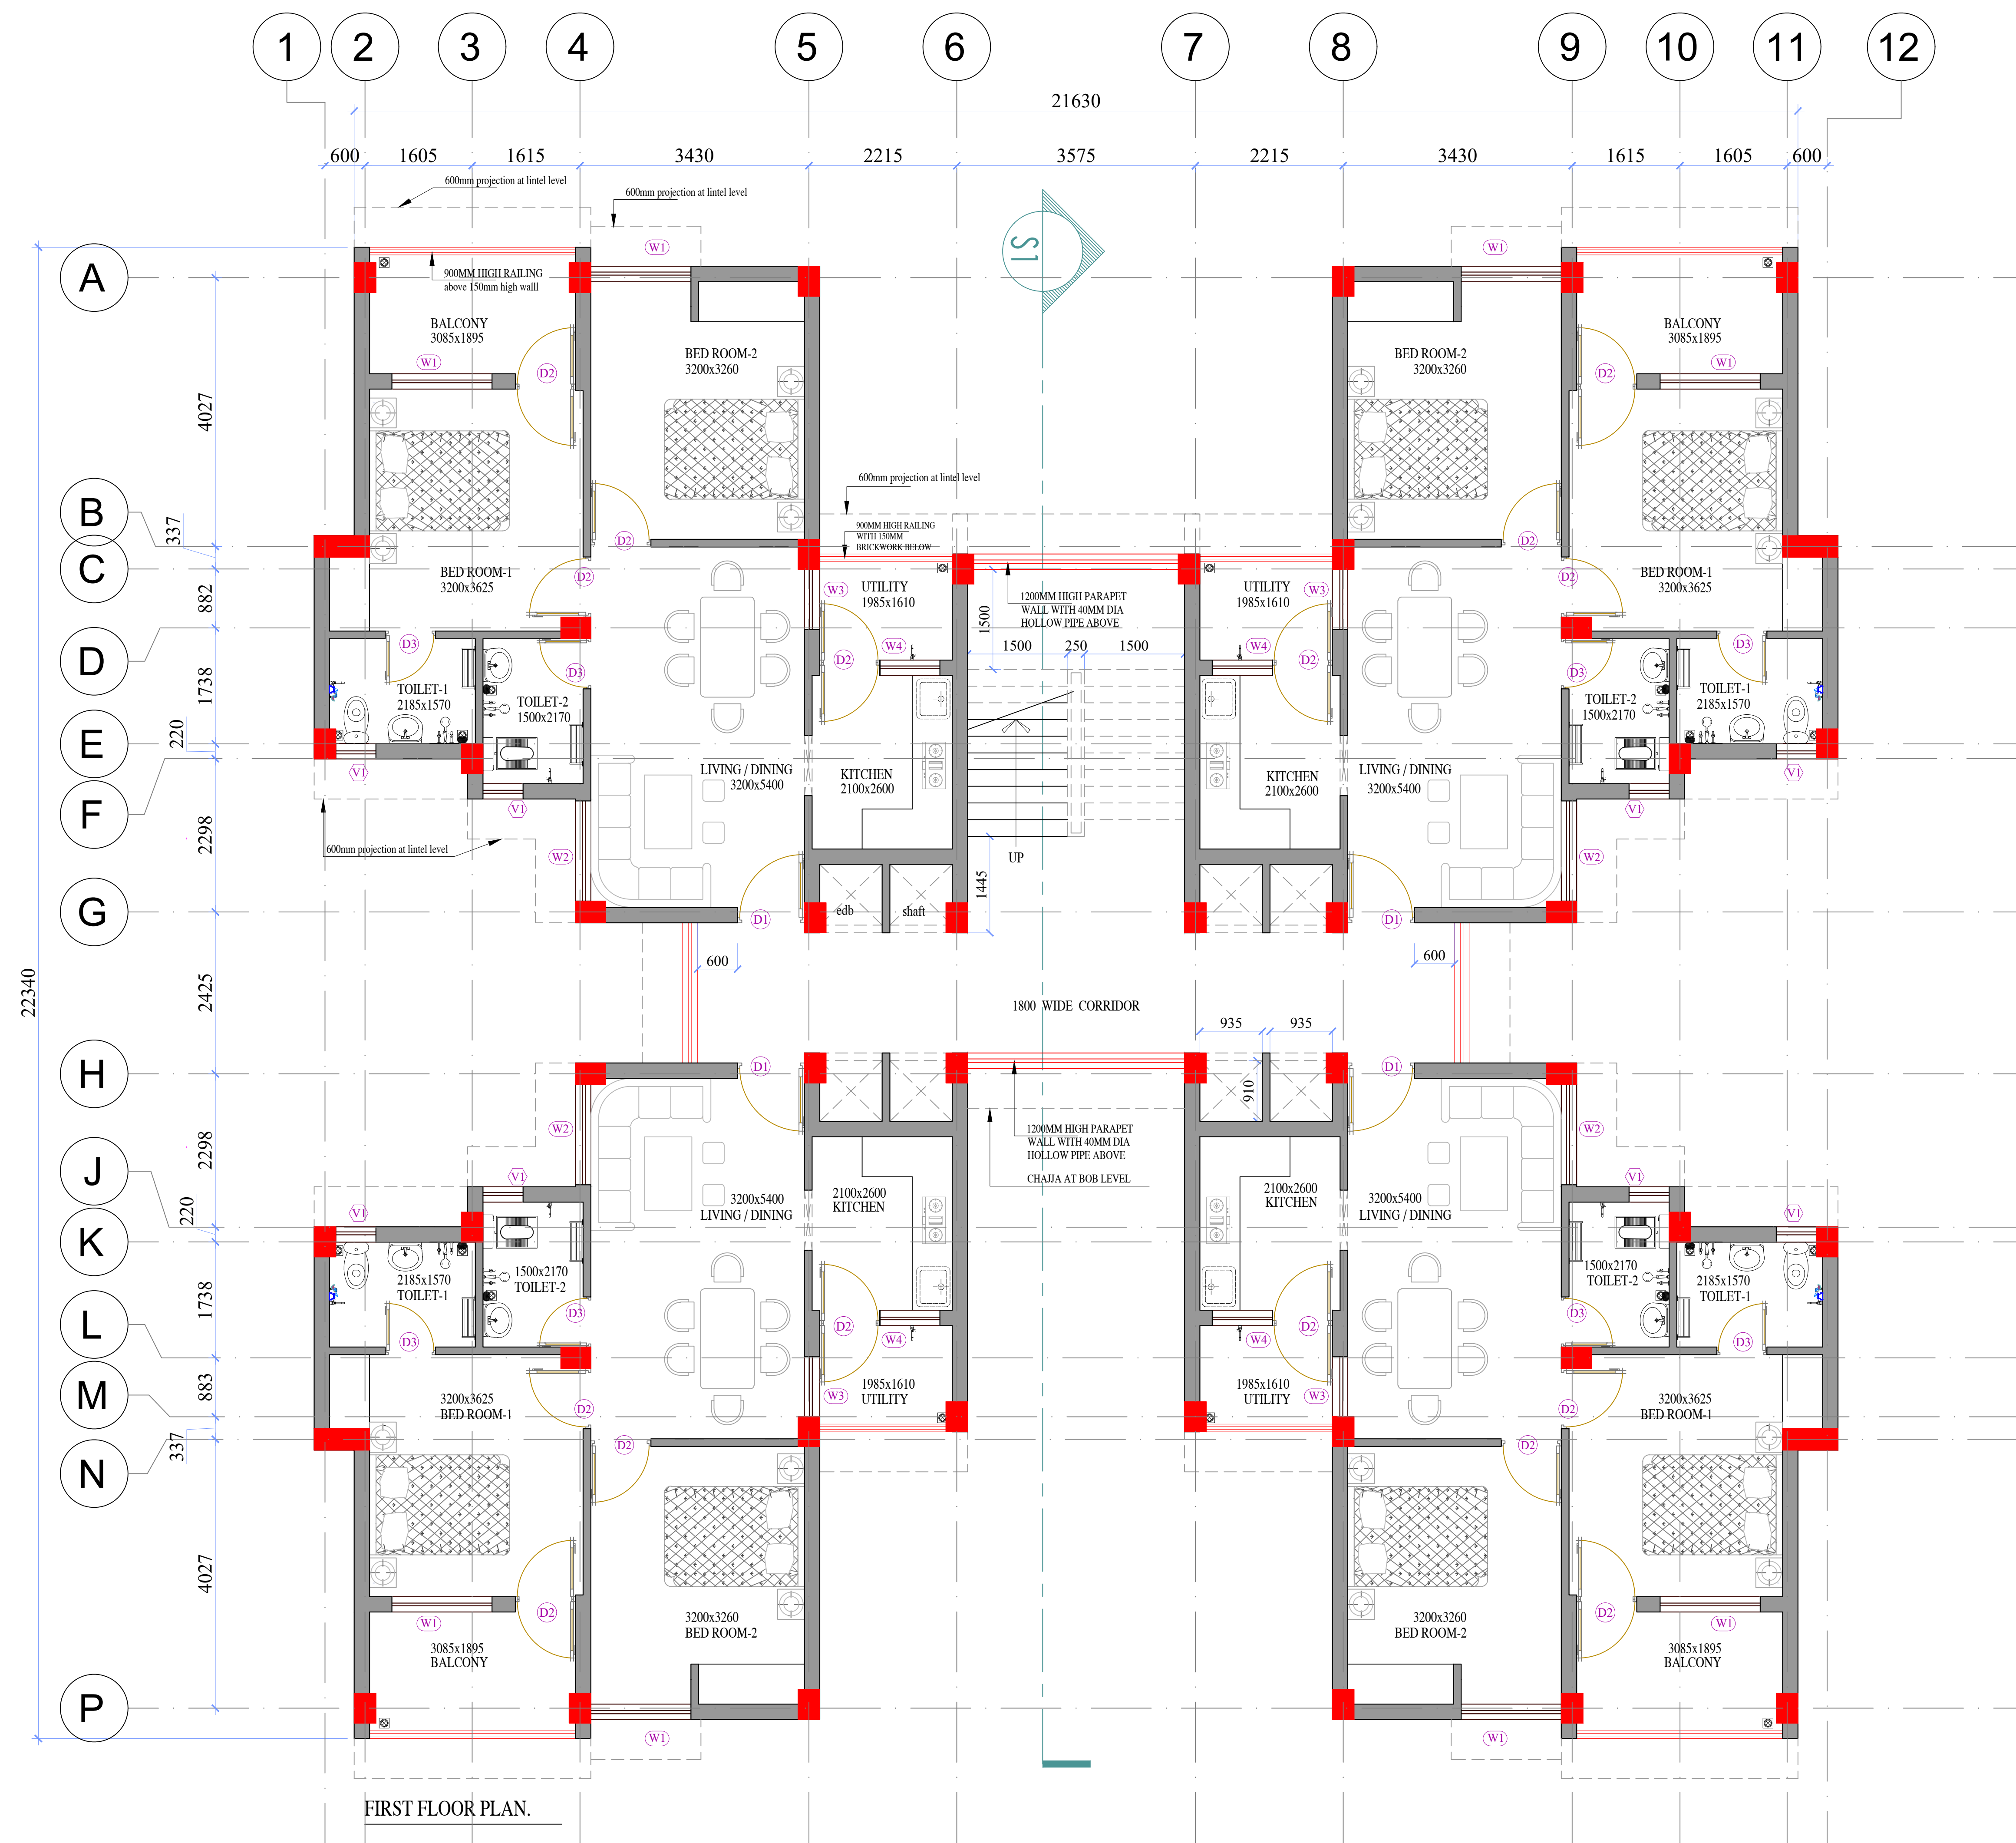 1 2 3 4 5 6 7 8 9 10 11 12
21630
600 1605 1615 3430 2215 3575 2215 3430 1615 1605 600
600mm projection at lintel level
600mm projection at lintel level
S1
W1 W1
A
900MM HIGH RAILING
above 150mm high walll
BALCONY
3085x1895
BALCONY
3085x1895
W1 D2 D2 W1
BED ROOM-2
3200x3260
BED ROOM-2
3200x3260
4027
600mm projection at lintel level
B
337
900MM HIGH RAILING
WITH 150MM
BRICKWORK BELOW
D2 D2
C
BED ROOM-1
3200x3625
D2
BED ROOM-1
3200x3625
D2
W3
UTILITY
1985x1610
UTILITY
1985x1610
W3
882
1200MM HIGH PARAPET
WALL WITH 40MM DIA
HOLLOW PIPE ABOVE
1500
1500 250 1500
D
D3 D3 D2 W4 W4 D2 D3 D3
1738
TOILET-1
2185x1570
TOILET-2
1500x2170
TOILET-2
1500x2170
TOILET-1
2185x1570
E
220
V1 V1
LIVING / DINING
3200x5400
KITCHEN
2100x2600
KITCHEN
2100x2600
LIVING / DINING
3200x5400
V1 V1
F
2298
600mm projection at lintel level
W2 W2
UP
1445
G
edb shaft
D1 D1
600 600
22340
2425
1800 WIDE CORRIDOR
935 935
H
D1 D1
910
1200MM HIGH PARAPET
WALL WITH 40MM DIA
HOLLOW PIPE ABOVE
CHAJJA AT BOB LEVEL
W2 W2
2298
J
V1 V1
3200x5400
LIVING / DINING
2100x2600
KITCHEN
2100x2600
KITCHEN
3200x5400
LIVING / DINING
V1 V1
220
K
2185x1570
TOILET-1
1500x2170
TOILET-2
1500x2170
TOILET-2
2185x1570
TOILET-1
1738
L
D3 D3 D2 W4 W4 D2 D3 D3
883
M
3200x3625
BED ROOM-1
D2
W3
1985x1610
UTILITY
1985x1610
UTILITY
W3
D2
3200x3625
BED ROOM-1
337
N
D2 D2
4027
W1 D2 D2 W1
3200x3260
BED ROOM-2
3200x3260
BED ROOM-2
3085x1895
BALCONY
3085x1895
BALCONY
P
W1 W1
FIRST FLOOR PLAN.